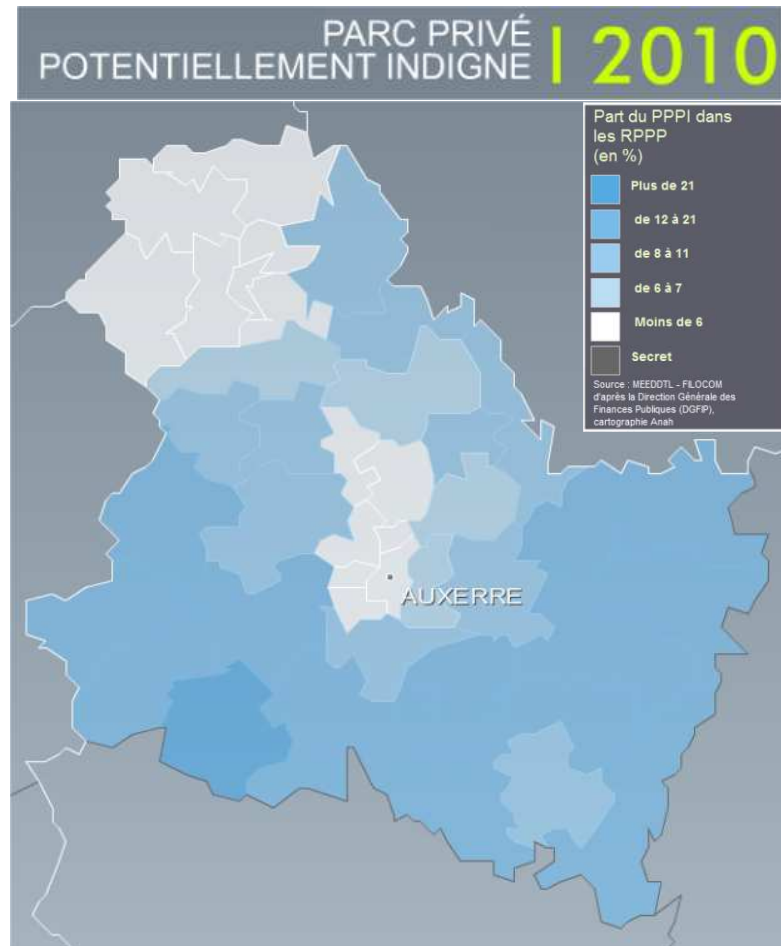 PARC PRIVÉ
POTENTIELLEMENT INDIGNE | 2010
Part du PPPI dans
les RPPP
(en %)
Plus de 21
de 12 à 21
de 8 à 11
de 6 à 7
Moins de 6
Secret
Source : MEEDDTL - FILOCOM
d'après la Direction Générale des
Finances Publiques (DGFIP),
cartographie Anah
AUXERRE